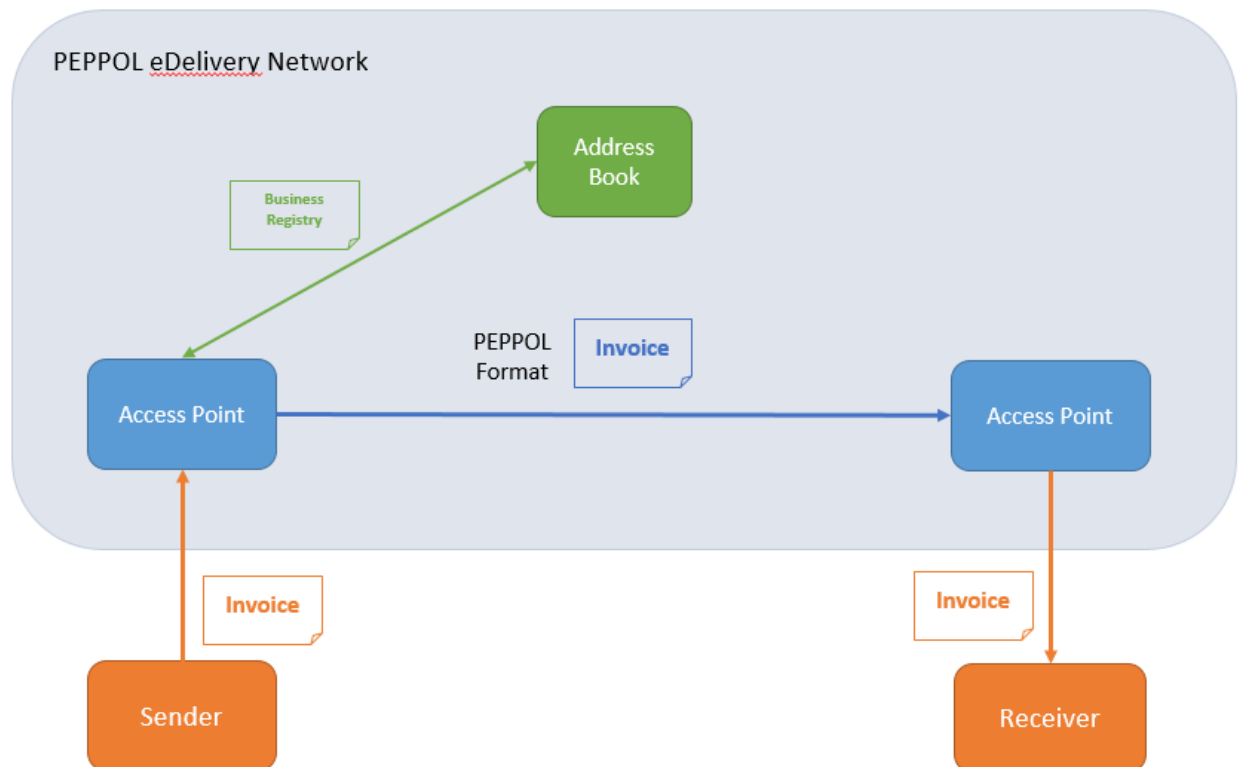 PEPPOL eDelivery Network
Address
Book
Business
Registry
PEPPOL
Format
Invoice
Access Point
Access Point
Invoice
Invoice
Sender
Receiver